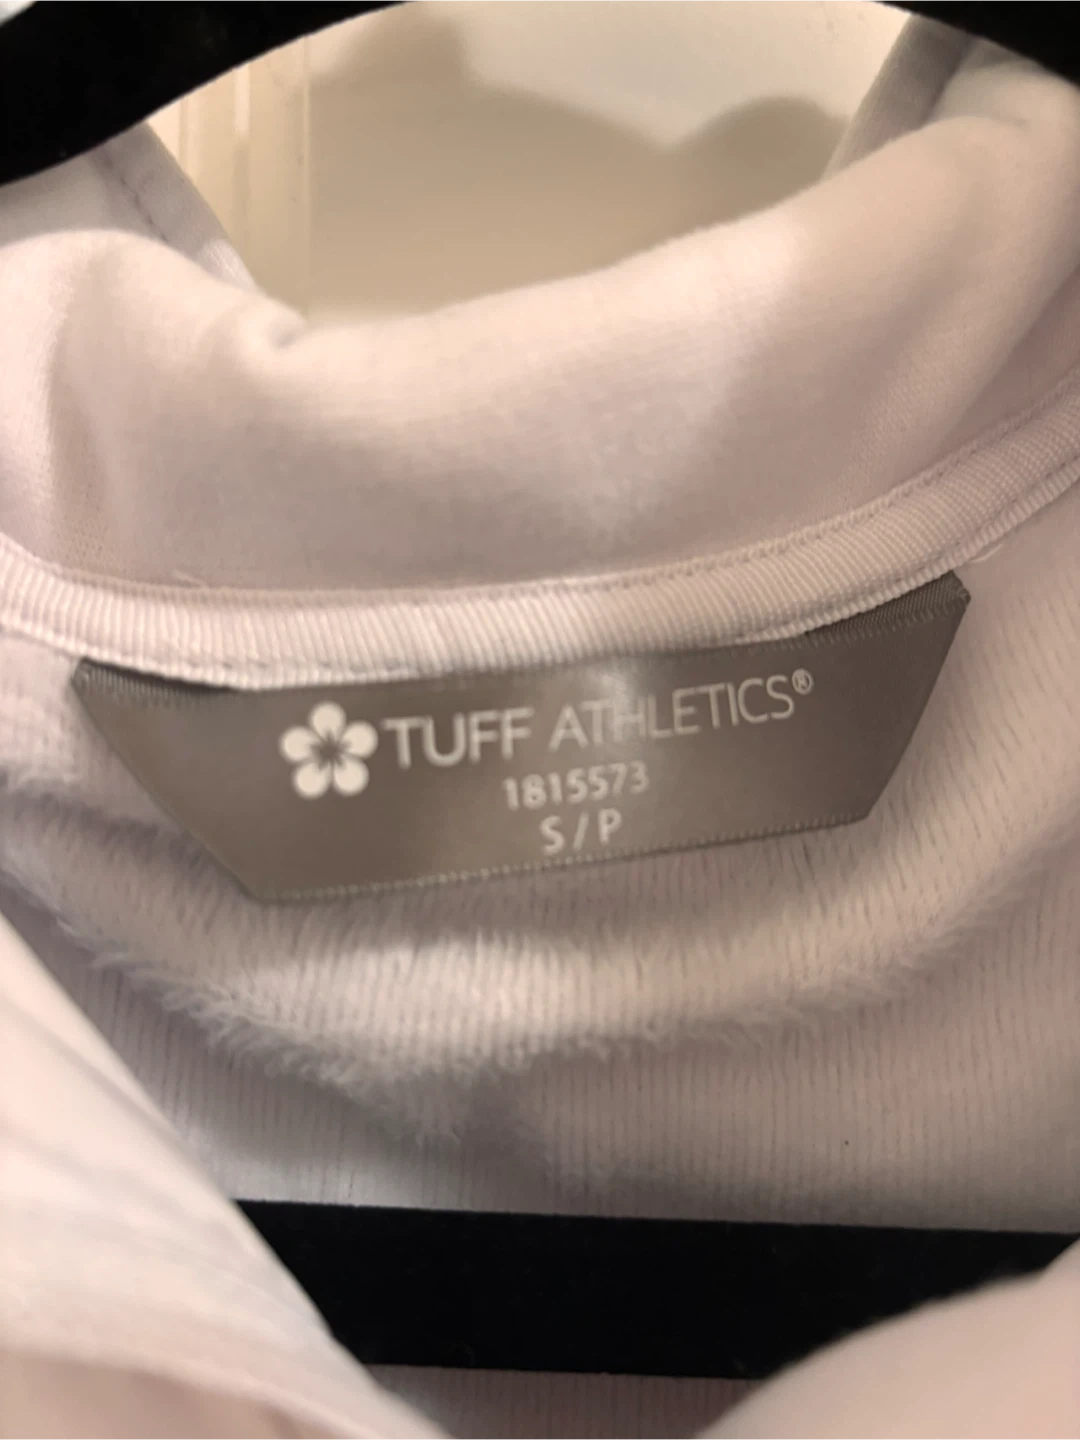 TUFF ATHLETICS®
1815573
S / P